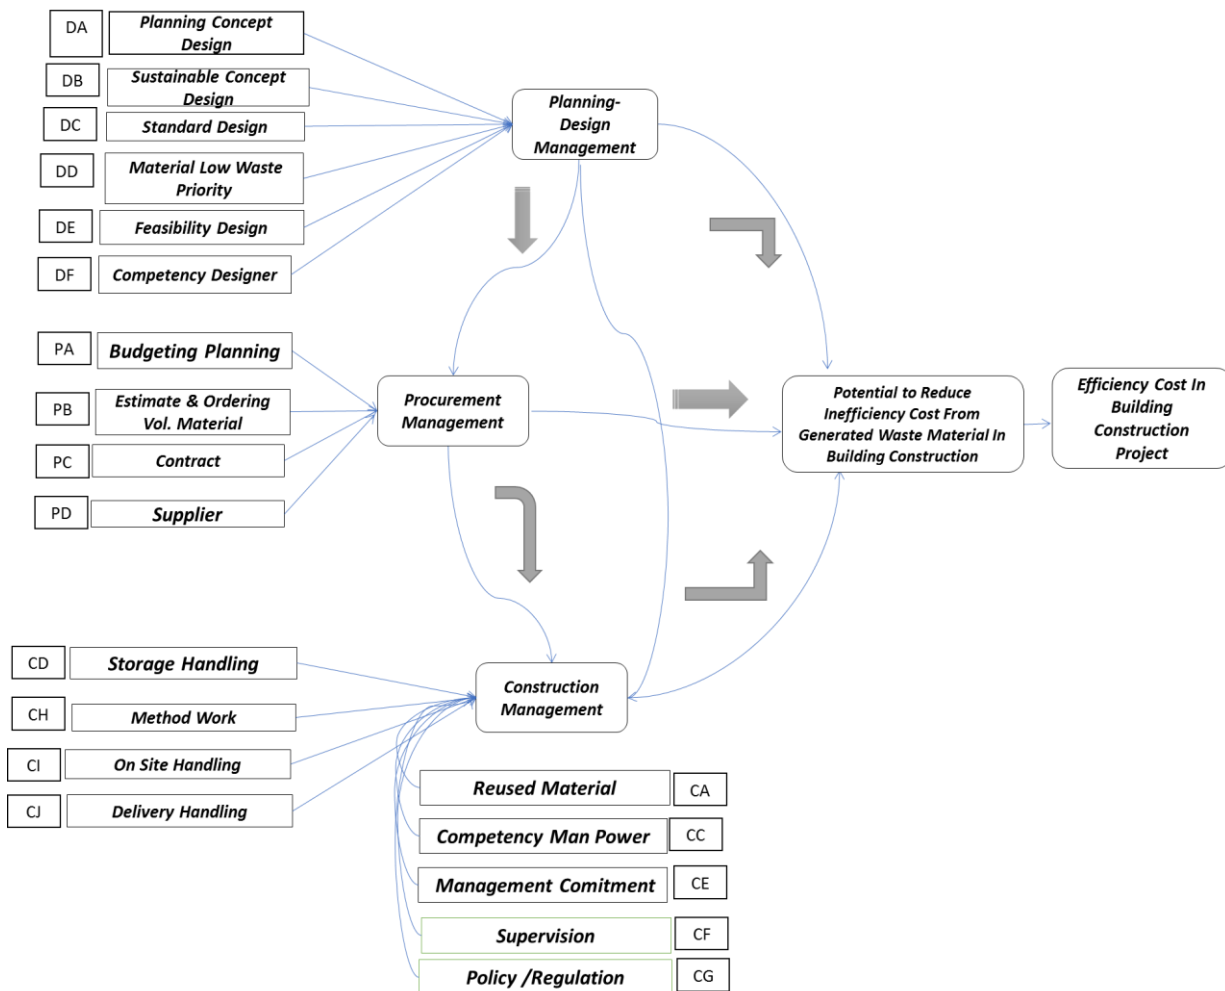 DA
Planning Concept
Design
DB
Sustainable Concept
Design
DC
Standard Design
DD
Material Low Waste
Priority
DE
Feasibility Design
DF
Competency Designer
Planning-
Design
Management
PA
Budgeting Planning
PB
Estimate & Ordering
Vol. Material
PC
Contract
PD
Supplier
Procurement
Management
Potential to Reduce
Inefficiency Cost From
Generated Waste Material In
Building Construction
Efficiency Cost In
Building
Construction
Project
CD
Storage Handling
CH
Method Work
CI
On Site Handling
CJ
Delivery Handling
Construction
Management
Reused Material
CA
Competency Man Power
CC
Management Comitment
CE
Supervision
CF
Policy /Regulation
CG